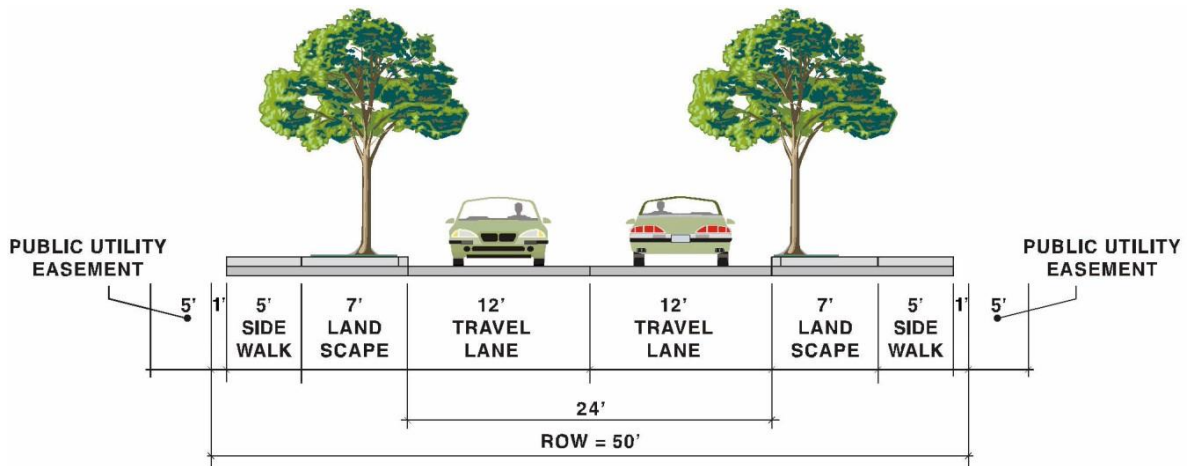 PUBLIC UTILITY
EASEMENT
PUBLIC UTILITY
EASEMENT
5' 1' 5' 7' 12' 12' 7' 5' 1' 5'
SIDE LAND TRAVEL TRAVEL LAND SIDE
WALK SCAPE LANE LANE SCAPE WALK
24'
ROW = 50'